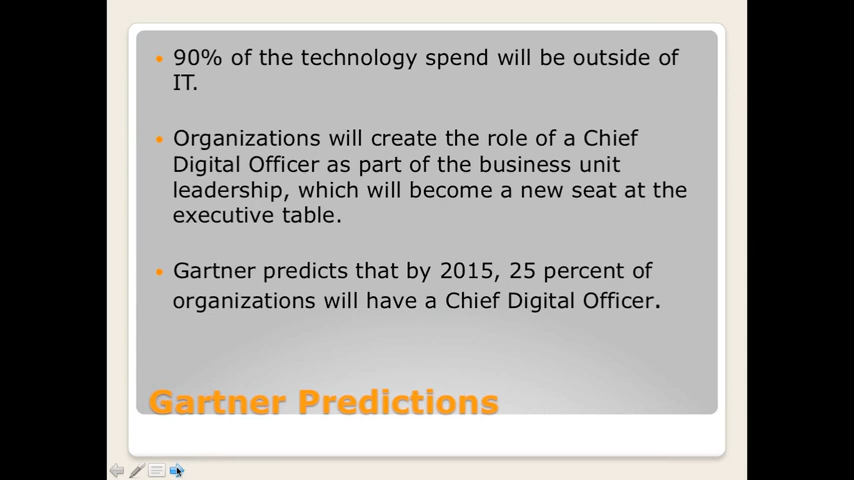 • 90% of the technology spend will be outside of
IT.
• Organizations will create the role of a Chief
Digital Officer as part of the business unit
leadership, which will become a new seat at the
executive table.
• Gartner predicts that by 2015, 25 percent of
organizations will have a Chief Digital Officer.
Gartner Predictions